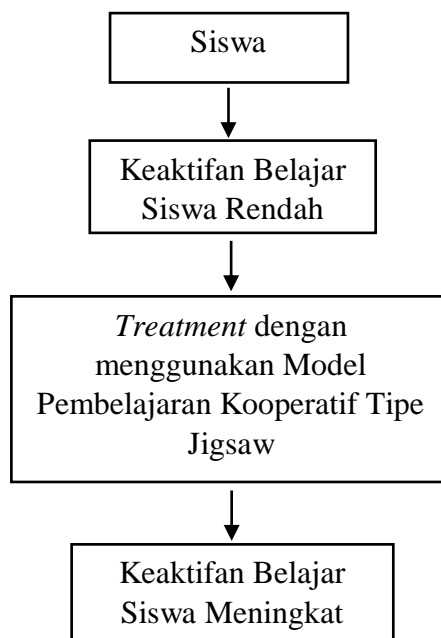 Siswa
Keaktifan Belajar
Siswa Rendah
Treatment dengan
menggunakan Model
Pembelajaran Kooperatif Tipe
Jigsaw
Keaktifan Belajar
Siswa Meningkat